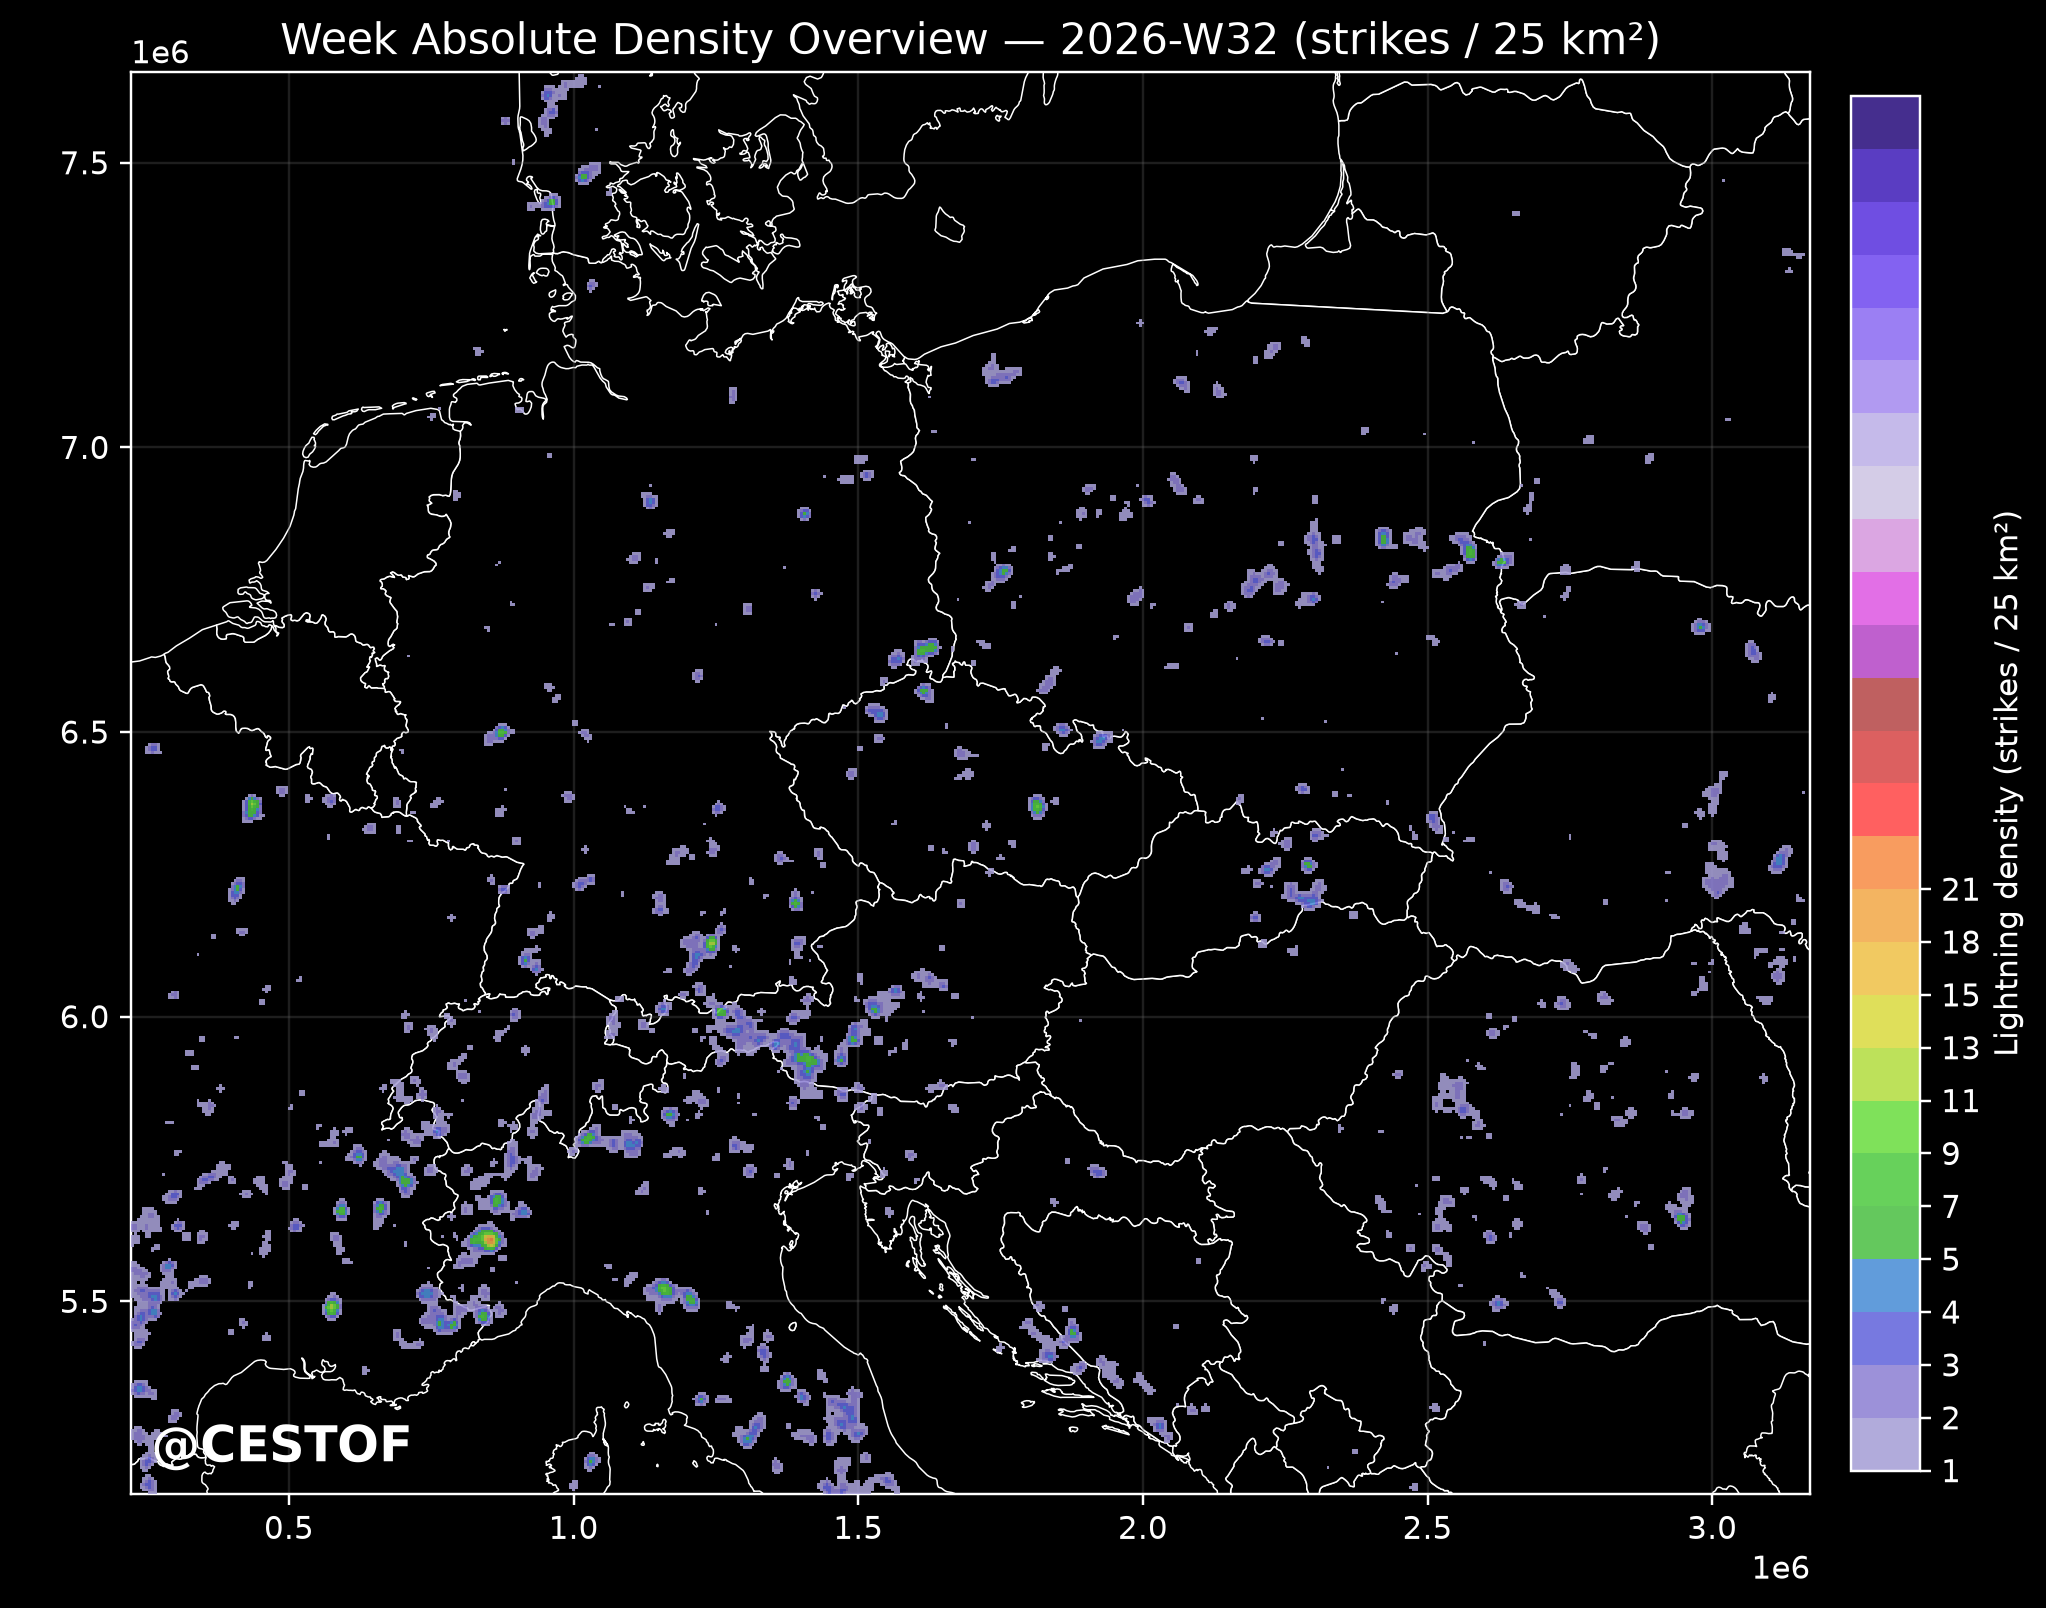 Week Absolute Density Overview — 2026-W32 (strikes / 25 km²)
1e6
7.5
7.0
6.5
6.0
5.5
0.5 1.0 1.5 2.0 2.5 3.0
1e6
@CESTOF
21
18
15
13
11
9
7
5
4
3
2
1
Lightning density (strikes / 25 km²)